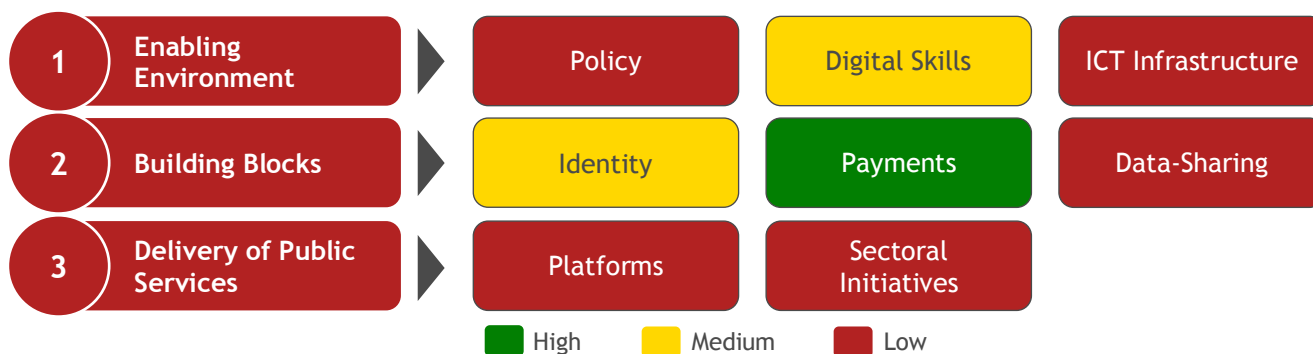 1
Enabling
Environment
Policy
Digital Skills
ICT Infrastructure
2
Building Blocks
Identity
Payments
Data-Sharing
3
Delivery of Public
Services
Platforms
Sectoral
Initiatives
High
Medium
Low